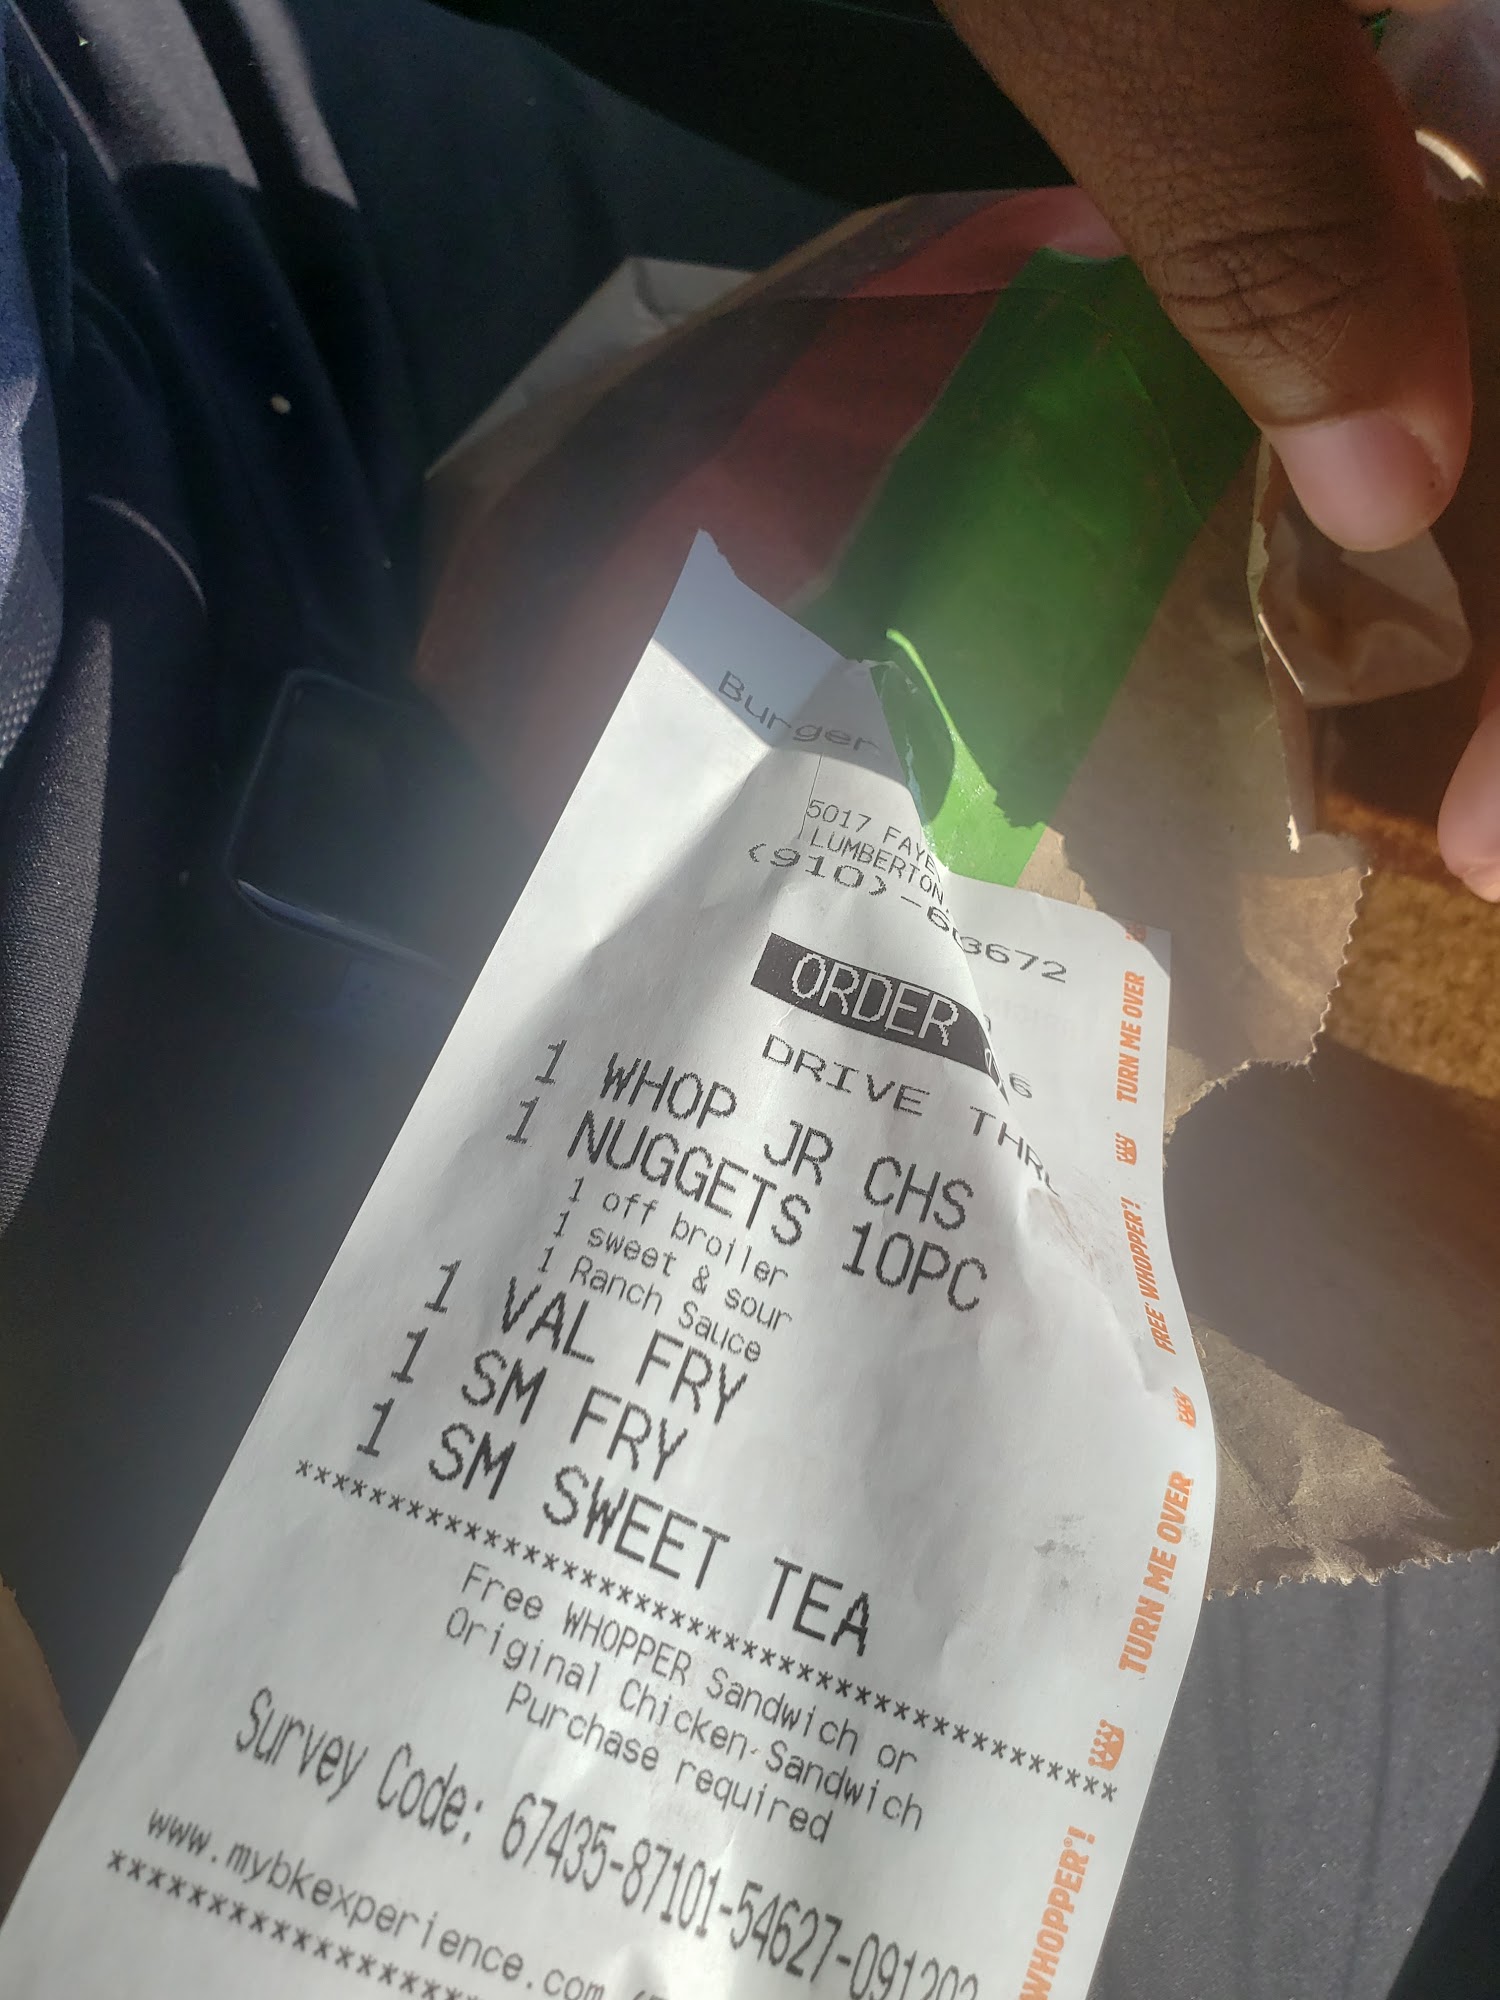 Burger
5017 FAYE
LUMBERTON,
(910)-6 3672
ORDER 6
DRIVE THRU
1 WHOP JR CHS
1 NUGGETS 10PC
1 off broiler
1 sweet & sour
1 Ranch Sauce
1 VAL FRY
1 SM FRY
1 SM SWEET TEA
****************************************
Free WHOPPER Sandwich or
Original Chicken Sandwich
Purchase required
Survey Code: 67435-87101-54627-091202
www.mybkexperience.com
TURN ME OVER
FREE WHOPPER®!
TURN ME OVER
WHOPPER®!